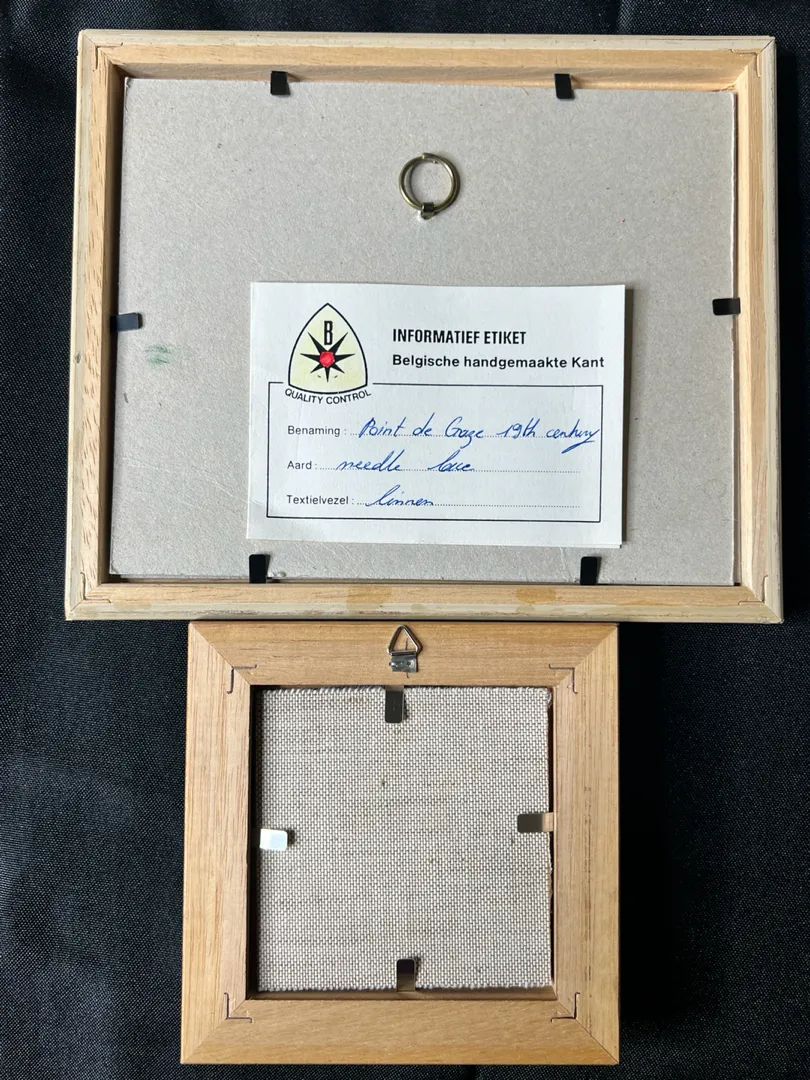 B
QUALITY CONTROL
INFORMATIEF ETIKET
Belgische handgemaakte Kant
Benaming : Point de Gaze 19th century
Aard : needle lace
Textielvezel : linnen